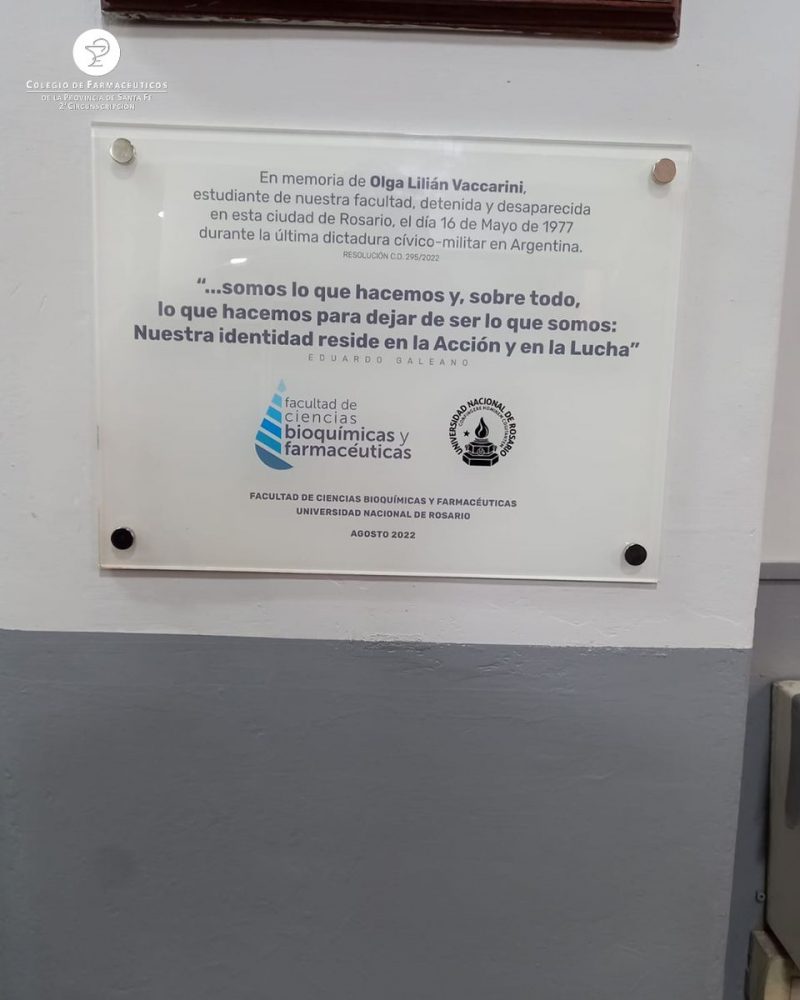 COLEGIO DE FARMACÉUTICOS
DE LA PROVINCIA DE SANTA FE
2° CIRCUNSCRIPCIÓN
En memoria de Olga Lilián Vaccarini,
estudiante de nuestra facultad, detenida y desaparecida
en esta ciudad de Rosario, el día 16 de Mayo de 1977
durante la última dictadura cívico-militar en Argentina.
RESOLUCIÓN C.D. 295/2022
“...somos lo que hacemos y, sobre todo,
lo que hacemos para dejar de ser lo que somos:
Nuestra identidad reside en la Acción y en la Lucha”
EDUARDO GALEANO
facultad de
ciencias
bioquímicas y
farmacéuticas
UNIVERSIDAD NACIONAL DE ROSARIO
FACULTAD DE CIENCIAS BIOQUÍMICAS Y FARMACÉUTICAS
UNIVERSIDAD NACIONAL DE ROSARIO
AGOSTO 2022